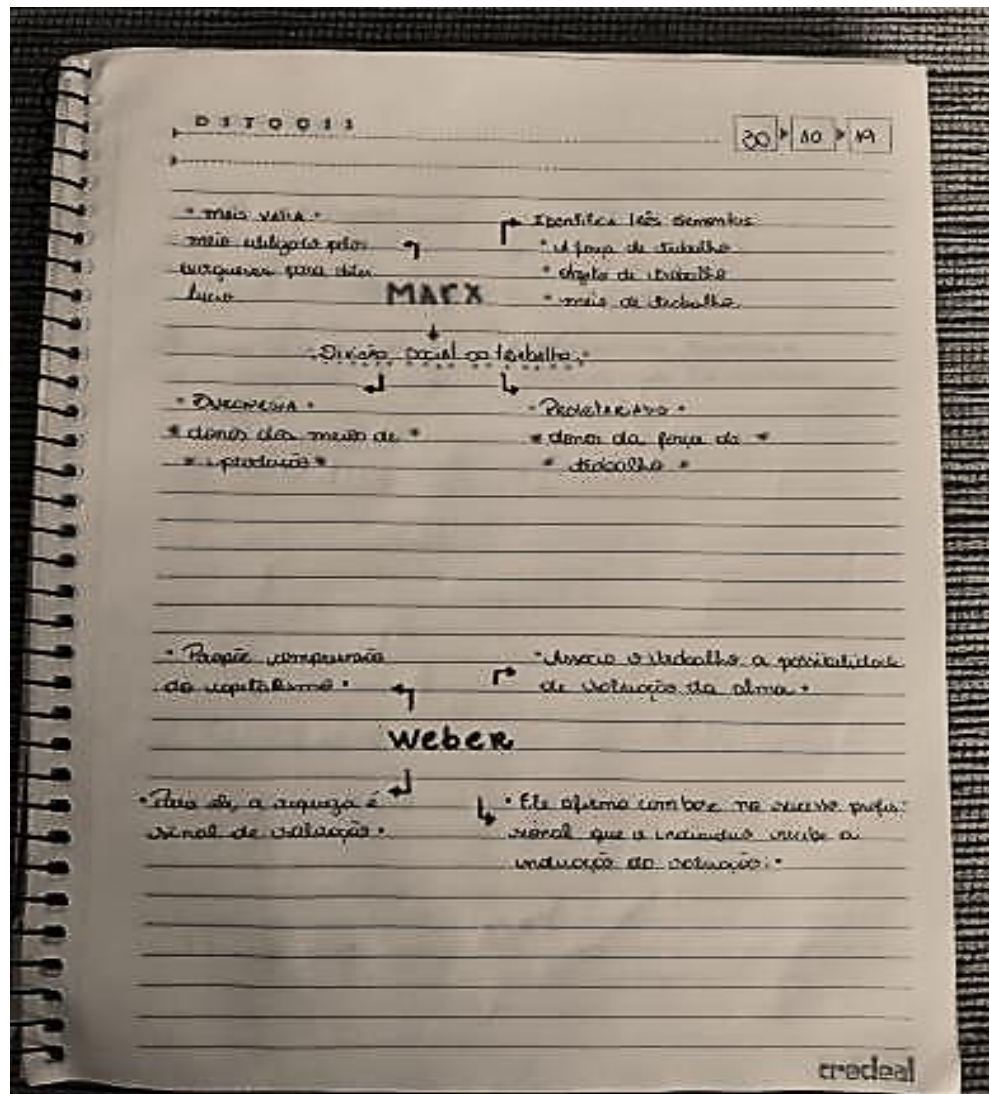 D S T Q Q S S
30 10 19
• mais valia •
meio utilizado pelos
burgueses para obter
lucro
Identifica três elementos
• A força de trabalho
• objeto de trabalho
• meio de trabalho
MARX
• Divisão social do trabalho •
• BURGUESIA •
* donos dos meios de *
* produção *
• PROLETARIADO •
* donos da força de *
* trabalho *
• Propõe compreensão
do capitalismo •
• Associa o trabalho a possibilidade
de salvação da alma •
Weber
• Para ele, a riqueza é
sinal de salvação •
• Ele afirma com base no sucesso profis-
sional que o indivíduo recebe a
da salvação •
credeal